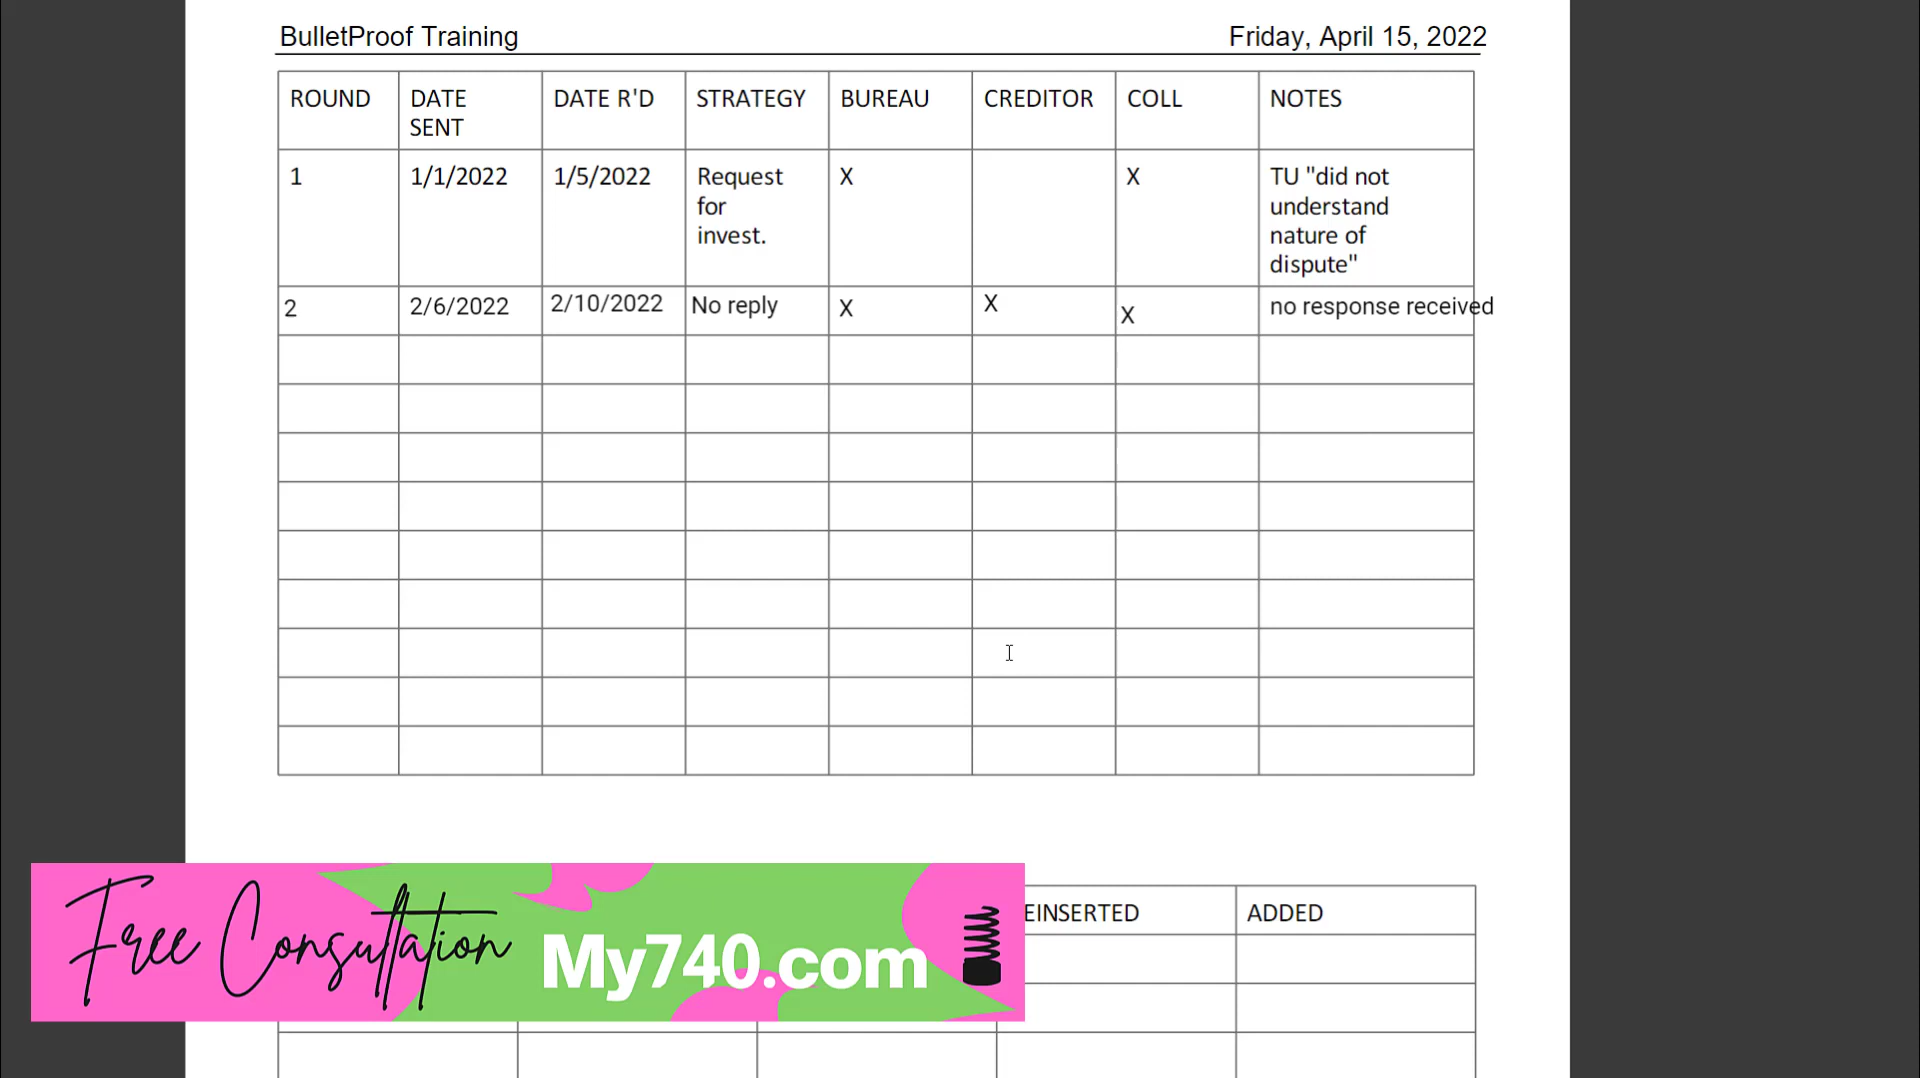 BulletProof Training Friday, April 15, 2022
ROUND DATE SENT DATE R'D STRATEGY BUREAU CREDITOR COLL NOTES
1 1/1/2022 1/5/2022 Request for invest. X X TU "did not understand nature of dispute"
2 2/6/2022 2/10/2022 No reply X X X no response received
EINSERTED ADDED
Free Consultation My740.com